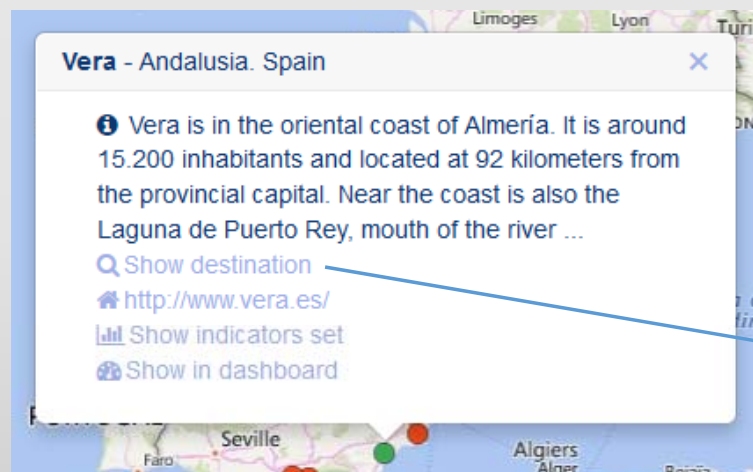 Limoges
Lyon
Turi
Vera - Andalusia. Spain
×
Vera is in the oriental coast of Almería. It is around
15.200 inhabitants and located at 92 kilometers from
the provincial capital. Near the coast is also the
Laguna de Puerto Rey, mouth of the river ...
Show destination
http://www.vera.es/
Show indicators set
Show in dashboard
Seville
Faro
Algiers
Alger